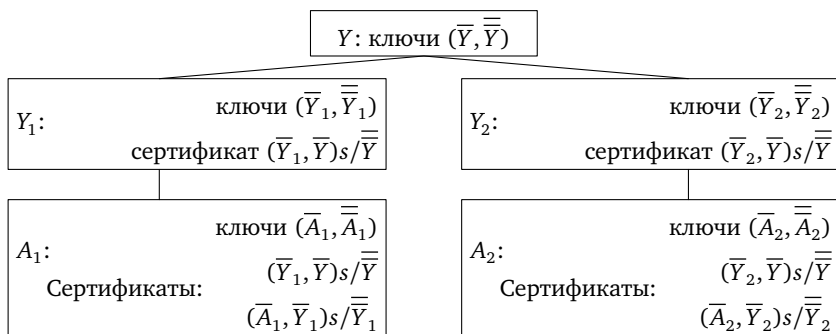 Y: ключи (Y̅, Y̿)
Y₁:
ключи (Y̅₁, Y̿₁)
сертификат (Y̅₁, Y̅)s/Y̿
Y₂:
ключи (Y̅₂, Y̿₂)
сертификат (Y̅₂, Y̅)s/Y̿
A₁:
ключи (A̅₁, A̿₁)
Сертификаты:
(Y̅₁, Y̅)s/Y̿
(A̅₁, Y̅₁)s/Y̿₁
A₂:
ключи (A̅₂, A̿₂)
Сертификаты:
(Y̅₂, Y̅)s/Y̿
(A̅₂, Y̅₂)s/Y̿₂